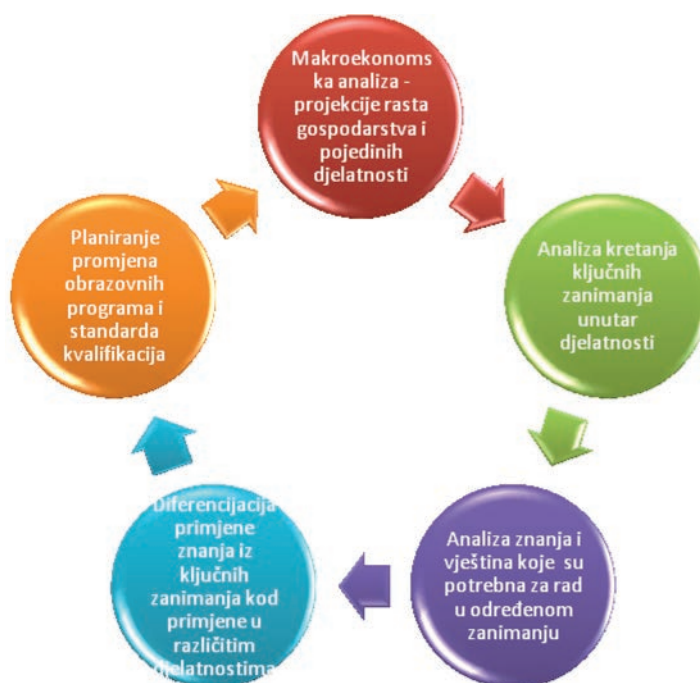 Makroekonoms
ka analiza -
projekcije rasta
gospodarstva i
pojedinih
djelatnosti
Analiza kretanja
ključnih
zanimanja
unutar
djelatnosti
Analiza znanja i
vještina koje su
potrebna za rad
u određenom
zanimanju
Diferencijacija
primjene
znanja iz
ključnih
zanimanja kod
primjene u
različitim
djelatnostima
Planiranje
promjena
obrazovnih
programa i
standarda
kvalifikacija